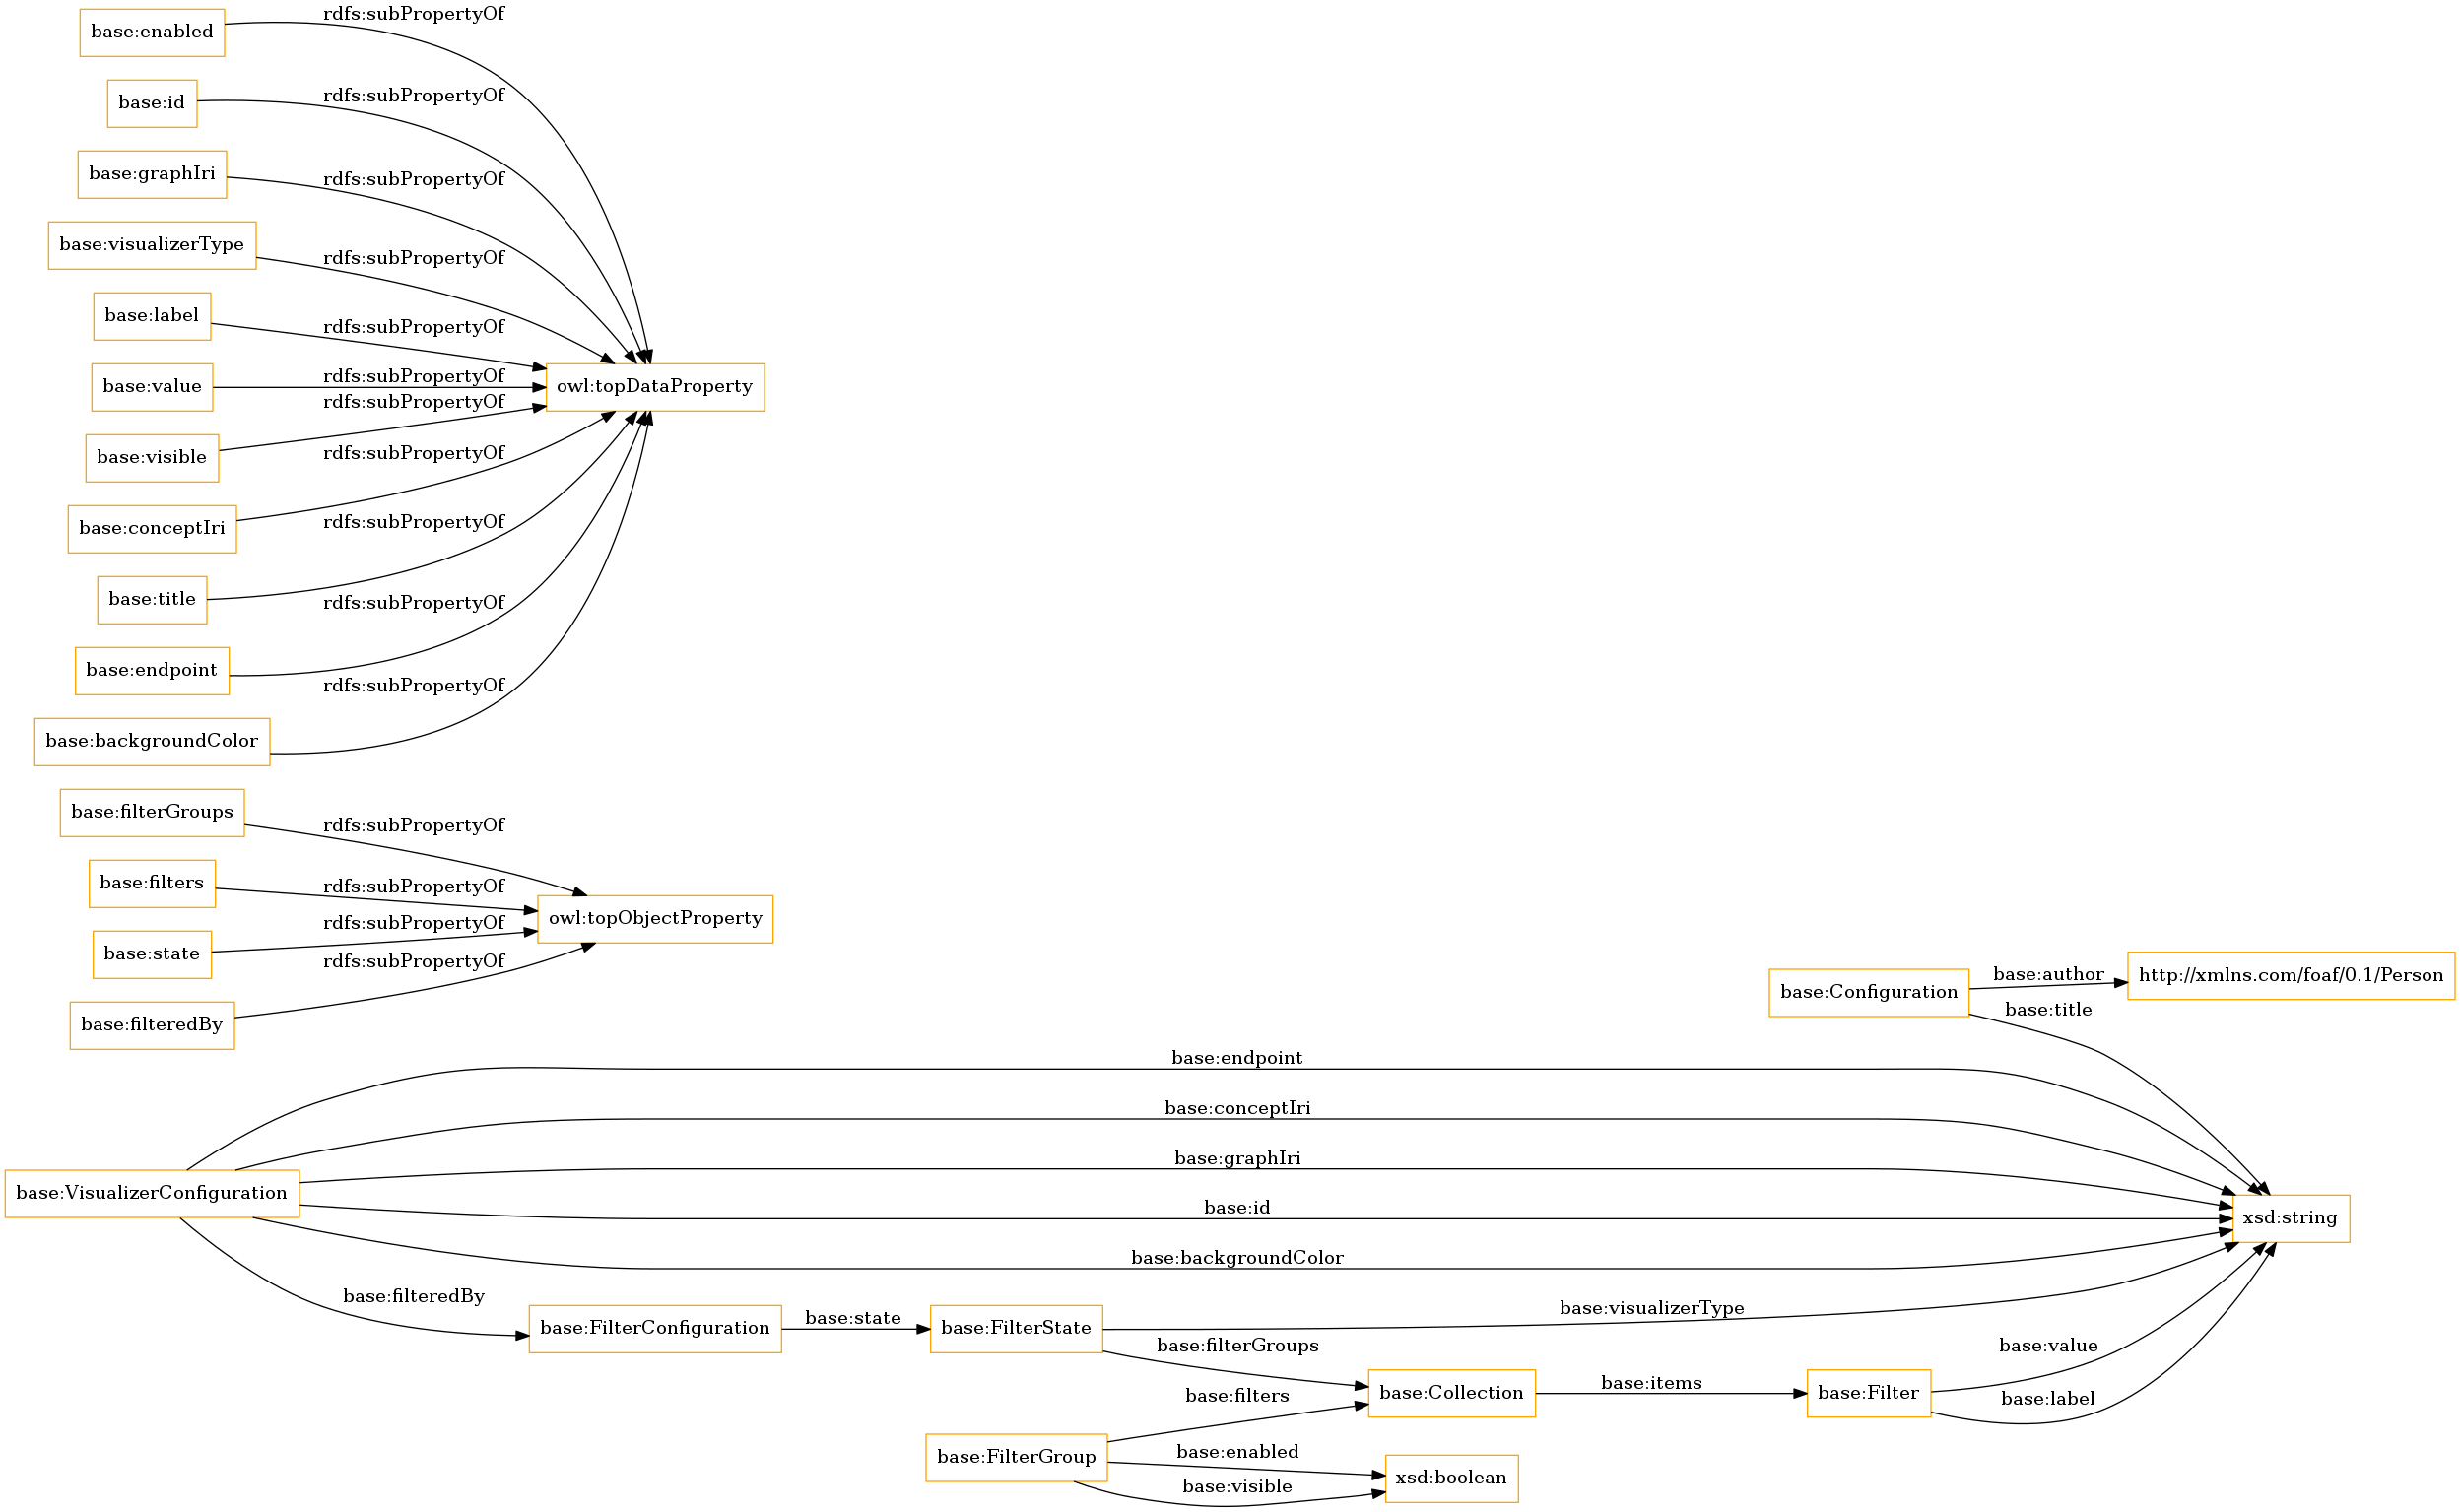 base:enabled
rdfs:subPropertyOf
base:id
rdfs:subPropertyOf
base:graphIri
rdfs:subPropertyOf
base:visualizerType
rdfs:subPropertyOf
base:label
rdfs:subPropertyOf
base:value
rdfs:subPropertyOf
owl:topDataProperty
base:visible
rdfs:subPropertyOf
base:conceptIri
rdfs:subPropertyOf
base:title
rdfs:subPropertyOf
base:endpoint
rdfs:subPropertyOf
base:backgroundColor
rdfs:subPropertyOf
base:filterGroups
rdfs:subPropertyOf
base:filters
rdfs:subPropertyOf
owl:topObjectProperty
base:state
rdfs:subPropertyOf
base:filteredBy
rdfs:subPropertyOf
base:Configuration
base:author
http://xmlns.com/foaf/0.1/Person
base:title
base:endpoint
base:conceptIri
base:graphIri
base:VisualizerConfiguration
base:id
xsd:string
base:backgroundColor
base:filteredBy
base:FilterConfiguration
base:state
base:FilterState
base:visualizerType
base:filterGroups
base:value
base:filters
base:Collection
base:items
base:Filter
base:label
base:FilterGroup
base:enabled
xsd:boolean
base:visible